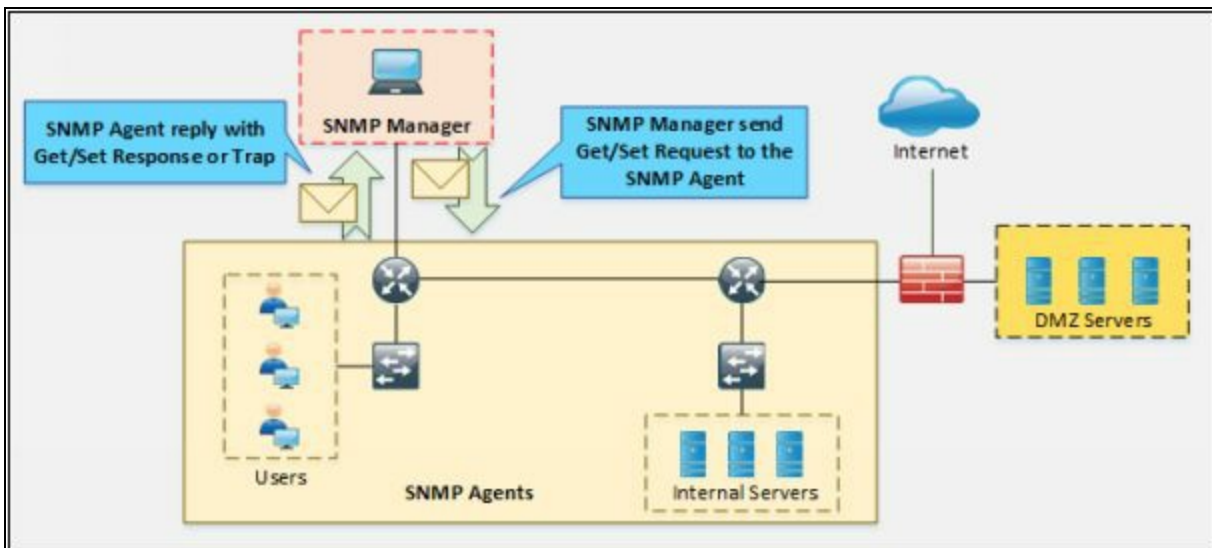 SNMP Agent reply with
Get/Set Response or Trap
SNMP Manager
SNMP Manager send
Get/Set Request to the
SNMP Agent
Internet
DMZ Servers
Users
SNMP Agents
Internal Servers